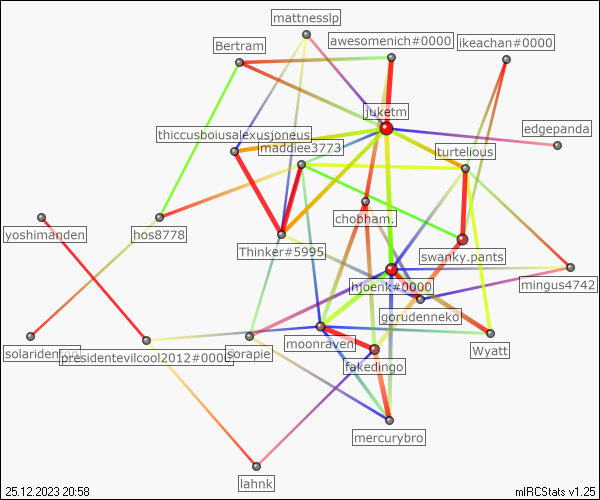 mattnesslp
Bertram
awesomenich#0000
ikeachan#0000
juketm
edgepanda
thiccusboiusalexusjoneus
maddiee3773
iturtelious
chobham.
yoshimanden
hos8778
Thinker#5995
swanky.pants
hjoenk#0000
mingus4742
gorudenneko
solariden
presidentevilcool2012#0000
sorapie
moonraven
Wyatt
fakedingo
mercurybro
lahnk
25.12.2023 20:58
mIRCStats v1.25